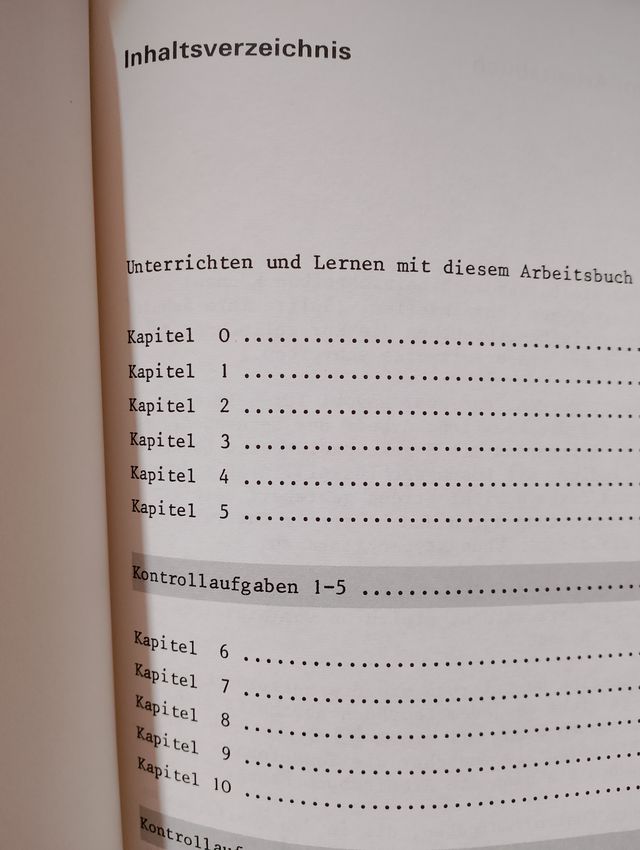 Inhaltsverzeichnis
Unterrichten und Lernen mit diesem Arbeitsbuch
Kapitel 0 ........................................
Kapitel 1 ........................................
Kapitel 2 ........................................
Kapitel 3 ........................................
Kapitel 4 ........................................
Kapitel 5 ........................................
Kontrollaufgaben 1-5 ............................
Kapitel 6 ........................................
Kapitel 7 ........................................
Kapitel 8 ........................................
Kapitel 9 ........................................
Kapitel 10 ........................................